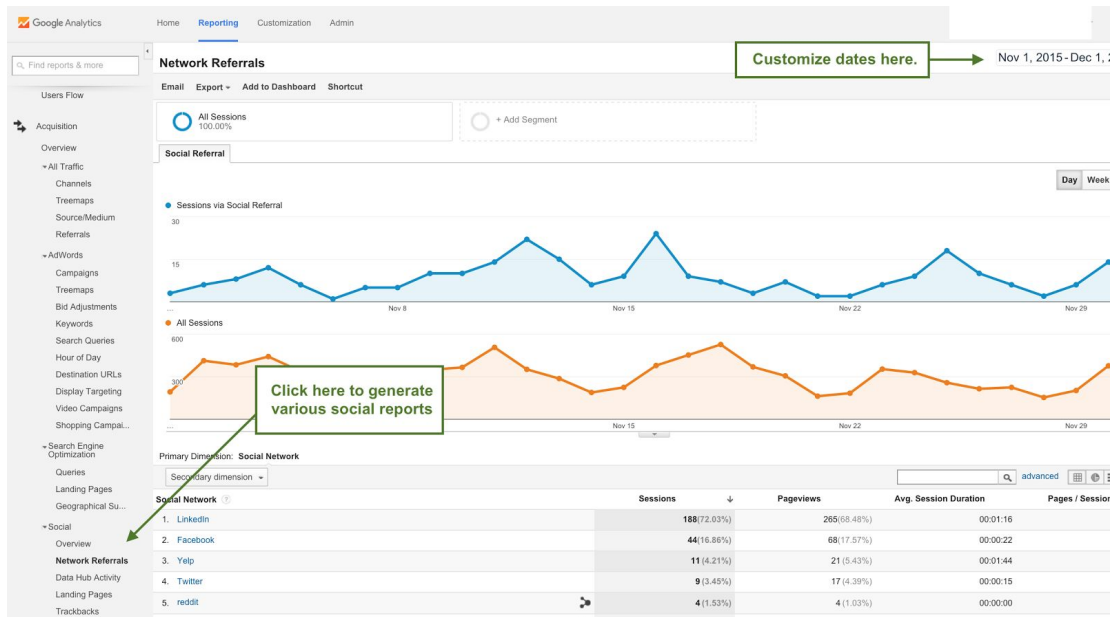 Google Analytics
Home Reporting Customization Admin
Find reports & more
Users Flow
Acquisition
Overview
All Traffic
Channels
Treemaps
Source/Medium
Referrals
AdWords
Campaigns
Treemaps
Bid Adjustments
Keywords
Search Queries
Hour of Day
Destination URLs
Display Targeting
Video Campaigns
Shopping Campai...
Search Engine
Optimization
Queries
Landing Pages
Geographical Su...
Social
Overview
Network Referrals
Data Hub Activity
Landing Pages
Trackbacks
Network Referrals
Customize dates here.
Nov 1, 2015 - Dec 1,
Email Export Add to Dashboard Shortcut
All Sessions
100.00%
+ Add Segment
Social Referral
Day Week
Sessions via Social Referral
30
15
... Nov 8 Nov 15 Nov 22 Nov 29
All Sessions
600
300
Click here to generate
various social reports
... Nov 15 Nov 22 Nov 29
Primary Dimension: Social Network
Secondary dimension
advanced
Social Network ? Sessions Pageviews Avg. Session Duration Pages / Session
1. LinkedIn 188(72.03%) 265(68.48%) 00:01:16
2. Facebook 44(16.86%) 68(17.57%) 00:00:22
3. Yelp 11(4.21%) 21(5.43%) 00:01:44
4. Twitter 9(3.45%) 17(4.39%) 00:00:15
5. reddit 4(1.53%) 4(1.03%) 00:00:00